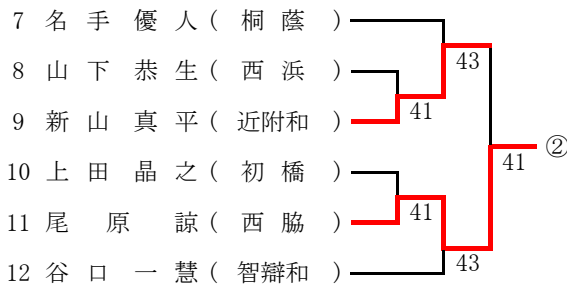 7 名 手 優 人 ( 桐 蔭 )
43
8 山 下 恭 生 ( 西 浜 )
41
9 新 山 真 平 ( 近附和 )
②
41
10 上 田 晶 之 ( 初 橋 )
41
11 尾 原 諒 ( 西 脇 )
43
12 谷 口 一 慧 ( 智辯和 )